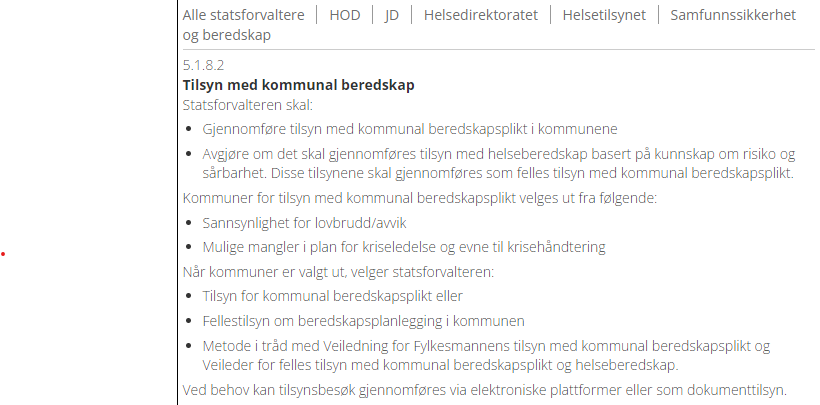 Alle statsforvaltere | HOD | JD | Helsedirektoratet | Helsetilsynet | Samfunnssikkerhet
og beredskap
5.1.8.2
Tilsyn med kommunal beredskap
Statsforvalteren skal:
• Gjennomføre tilsyn med kommunal beredskapsplikt i kommunene
• Avgjøre om det skal gjennomføres tilsyn med helseberedskap basert på kunnskap om risiko og
sårbarhet. Disse tilsynene skal gjennomføres som felles tilsyn med kommunal beredskapsplikt.
Kommuner for tilsyn med kommunal beredskapsplikt velges ut fra følgende:
• Sannsynlighet for lovbrudd/avvik
• Mulige mangler i plan for kriseledelse og evne til krisehåndtering
Når kommuner er valgt ut, velger statsforvalteren:
• Tilsyn for kommunal beredskapsplikt eller
• Fellestilsyn om beredskapsplanlegging i kommunen
• Metode i tråd med Veiledning for Fylkesmannens tilsyn med kommunal beredskapsplikt og
Veileder for felles tilsyn med kommunal beredskapsplikt og helseberedskap.
Ved behov kan tilsynsbesøk gjennomføres via elektroniske plattformer eller som dokumenttilsyn.